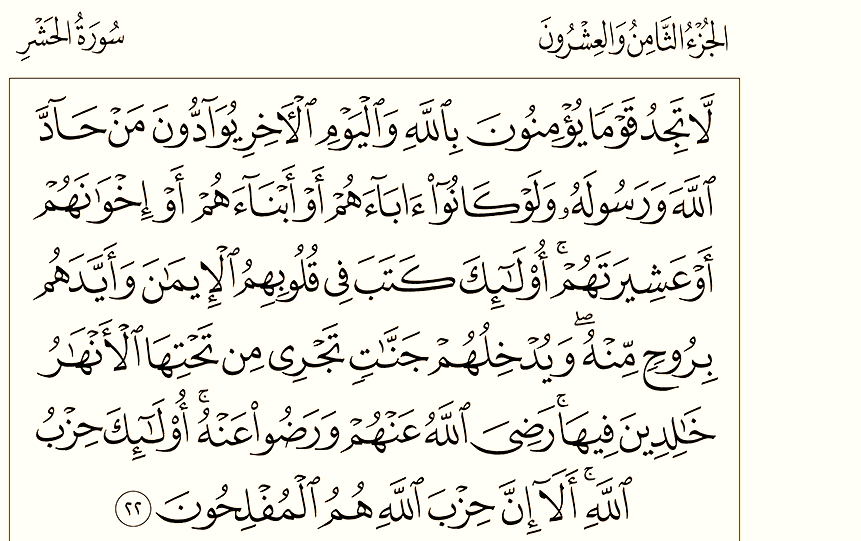 الجُزْءُ الثَّامِنُ وَالعِشْرُونَ
سُورَةُ الحَشْرِ
لَّا تَجِدُ قَوۡمٗا يُؤۡمِنُونَ بِٱللَّهِ وَٱلۡيَوۡمِ ٱلۡأٓخِرِ يُوَآدُّونَ مَنۡ حَآدَّ
ٱللَّهَ وَرَسُولَهُۥ وَلَوۡ كَانُوٓاْ ءَابَآءَهُمۡ أَوۡ أَبۡنَآءَهُمۡ أَوۡ إِخۡوَٰنَهُمۡ
أَوۡ عَشِيرَتَهُمۡۚ أُوْلَٰٓئِكَ كَتَبَ فِي قُلُوبِهِمُ ٱلۡإِيمَٰنَ وَأَيَّدَهُم
بِرُوحٖ مِّنۡهُۖ وَيُدۡخِلُهُمۡ جَنَّٰتٖ تَجۡرِي مِن تَحۡتِهَا ٱلۡأَنۡهَٰرُ
خَٰلِدِينَ فِيهَاۚ رَضِيَ ٱللَّهُ عَنۡهُمۡ وَرَضُواْ عَنۡهُۚ أُوْلَٰٓئِكَ حِزۡبُ
ٱللَّهِۚ أَلَآ إِنَّ حِزۡبَ ٱللَّهِ هُمُ ٱلۡمُفۡلِحُونَ ٢٢